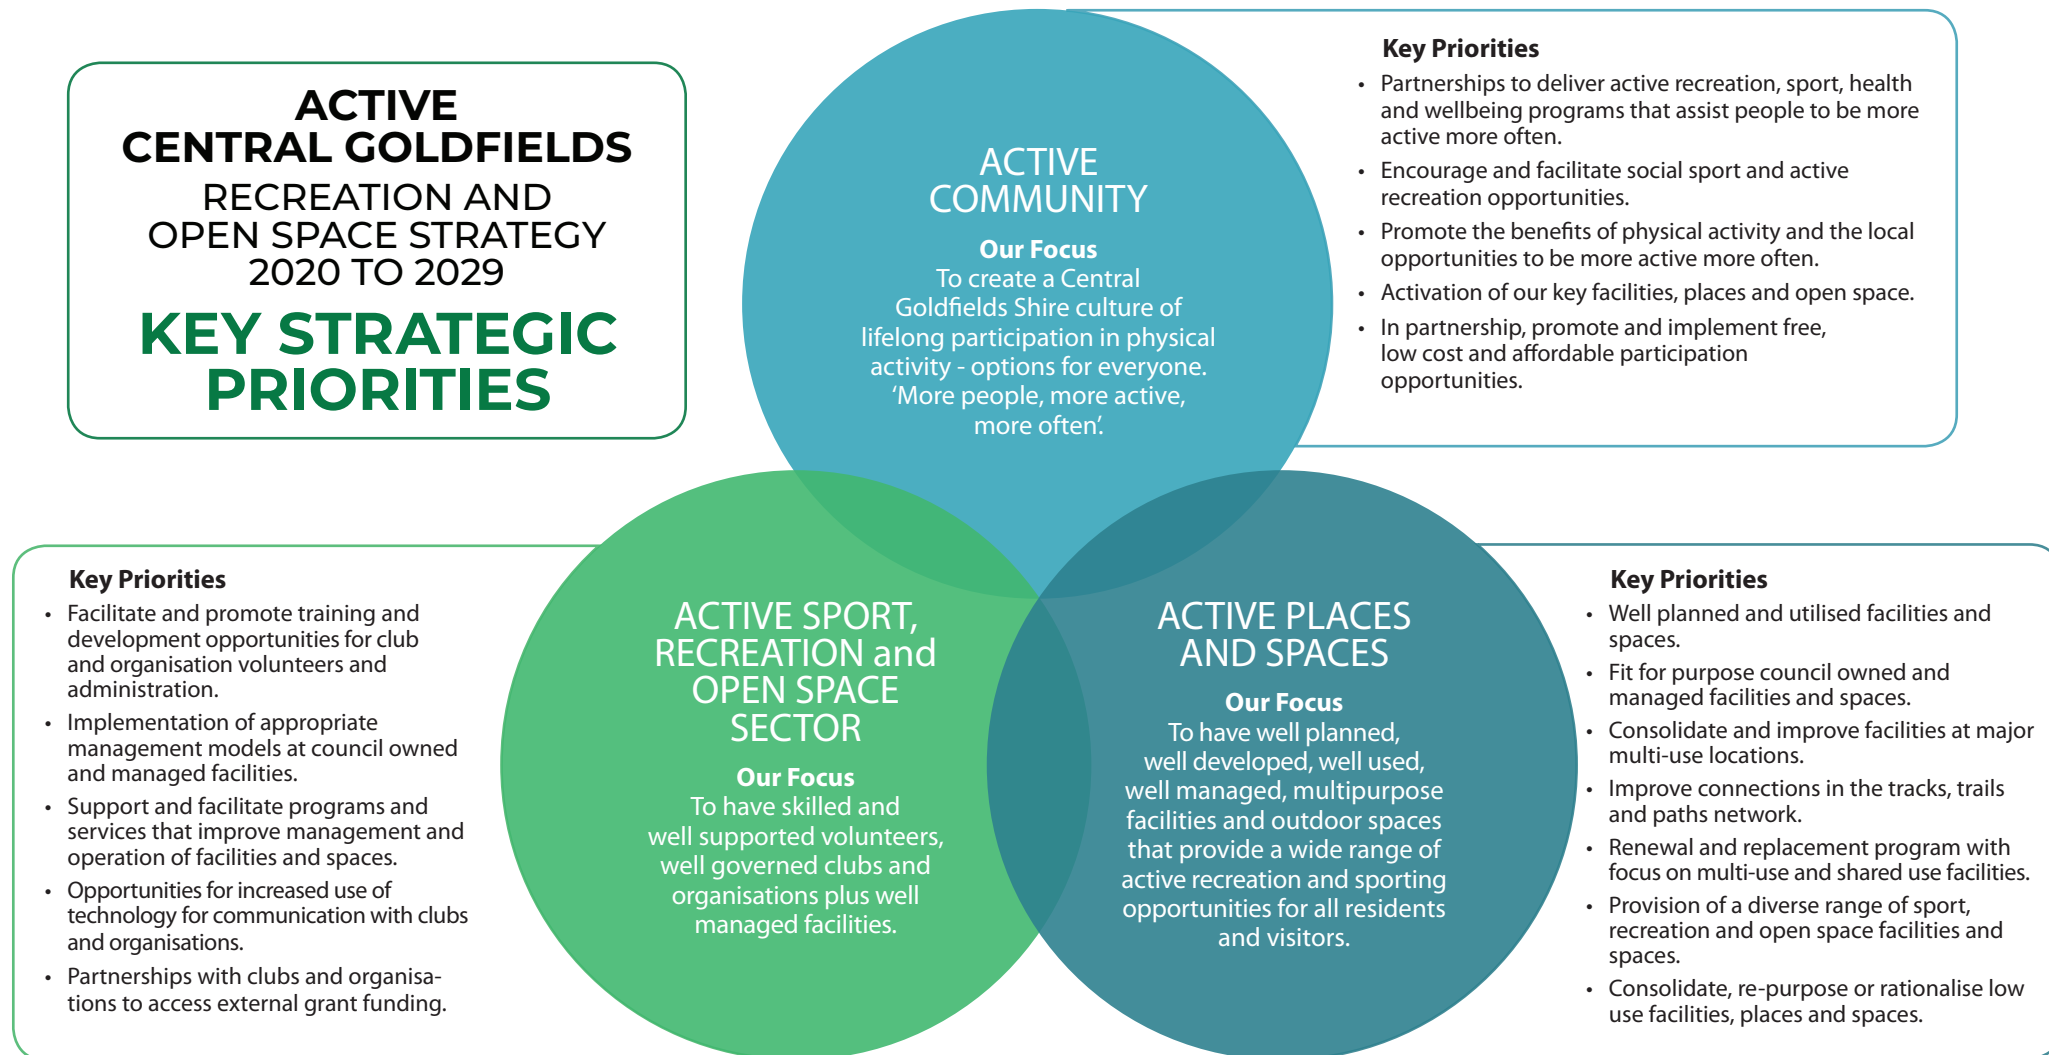 ACTIVE
CENTRAL GOLDFIELDS
RECREATION AND
OPEN SPACE STRATEGY
2020 TO 2029
KEY STRATEGIC
PRIORITIES
ACTIVE
COMMUNITY
Our Focus
To create a Central
Goldfields Shire culture of
lifelong participation in physical
activity - options for everyone.
‘More people, more active,
more often’.
Key Priorities
• Partnerships to deliver active recreation, sport, health
and wellbeing programs that assist people to be more
active more often.
• Encourage and facilitate social sport and active
recreation opportunities.
• Promote the benefits of physical activity and the local
opportunities to be more active more often.
• Activation of our key facilities, places and open space.
• In partnership, promote and implement free,
low cost and affordable participation
opportunities.
Key Priorities
• Facilitate and promote training and
development opportunities for club
and organisation volunteers and
administration.
• Implementation of appropriate
management models at council owned
and managed facilities.
• Support and facilitate programs and
services that improve management and
operation of facilities and spaces.
• Opportunities for increased use of
technology for communication with clubs
and organisations.
• Partnerships with clubs and organisa-
tions to access external grant funding.
ACTIVE SPORT,
RECREATION and
OPEN SPACE
SECTOR
Our Focus
To have skilled and
well supported volunteers,
well governed clubs and
organisations plus well
managed facilities.
ACTIVE PLACES
AND SPACES
Our Focus
To have well planned,
well developed, well used,
well managed, multipurpose
facilities and outdoor spaces
that provide a wide range of
active recreation and sporting
opportunities for all residents
and visitors.
Key Priorities
• Well planned and utilised facilities and
spaces.
• Fit for purpose council owned and
managed facilities and spaces.
• Consolidate and improve facilities at major
multi-use locations.
• Improve connections in the tracks, trails
and paths network.
• Renewal and replacement program with
focus on multi-use and shared use facilities.
• Provision of a diverse range of sport,
recreation and open space facilities and
spaces.
• Consolidate, re-purpose or rationalise low
use facilities, places and spaces.